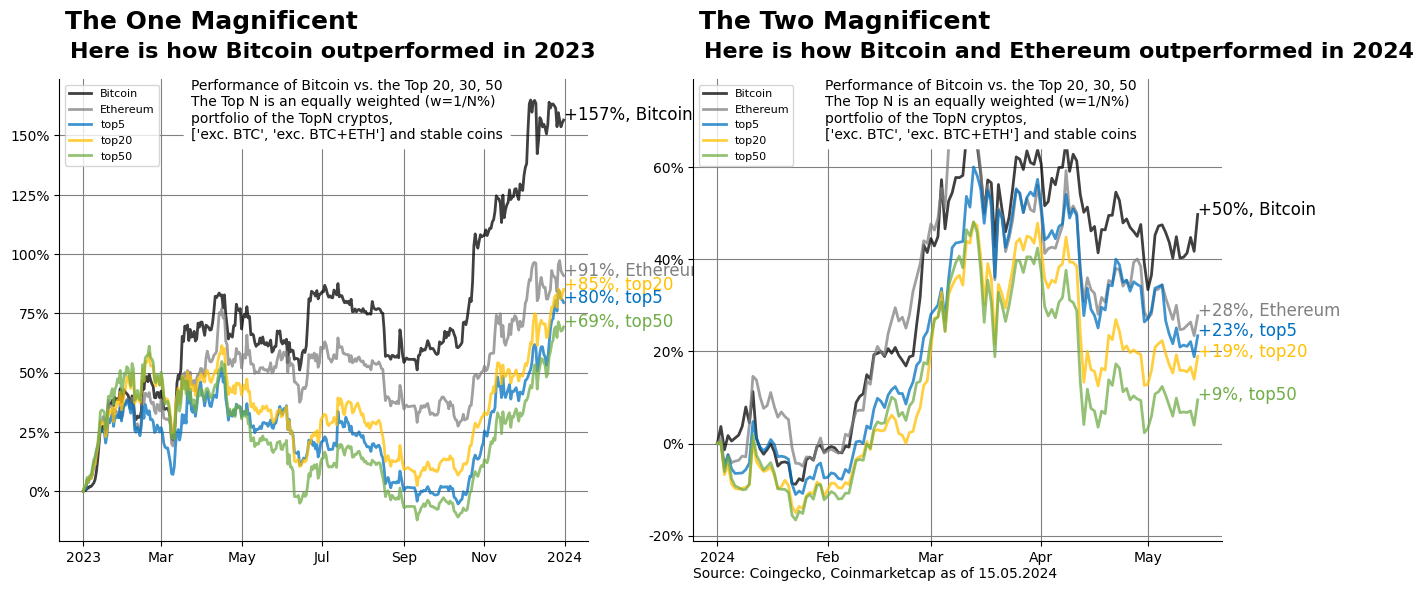 The One Magnificent
Here is how Bitcoin outperformed in 2023
Bitcoin
Ethereum
top5
top20
top50
Performance of Bitcoin vs. the Top 20, 30, 50
The Top N is an equally weighted (w=1/N%)
portfolio of the TopN cryptos,
['exc. BTC', 'exc. BTC+ETH'] and stable coins
150%
125%
100%
75%
50%
25%
0%
+157%, Bitcoin
+91%, Ethereum
+85%, top20
+80%, top5
+69%, top50
2023 Mar May Jul Sep Nov 2024
The Two Magnificent
Here is how Bitcoin and Ethereum outperformed in 2024
Bitcoin
Ethereum
top5
top20
top50
Performance of Bitcoin vs. the Top 20, 30, 50
The Top N is an equally weighted (w=1/N%)
portfolio of the TopN cryptos,
['exc. BTC', 'exc. BTC+ETH'] and stable coins
60%
40%
20%
0%
-20%
+50%, Bitcoin
+28%, Ethereum
+23%, top5
+19%, top20
+9%, top50
2024 Feb Mar Apr May
Source: Coingecko, Coinmarketcap as of 15.05.2024